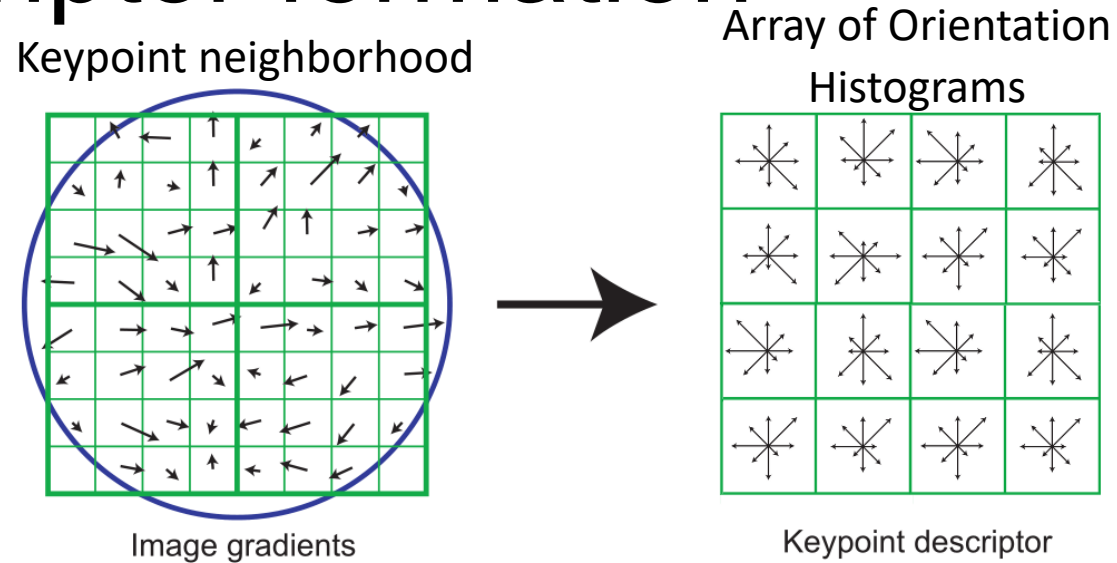 Keypoint neighborhood
Array of Orientation
Histograms
Image gradients
Keypoint descriptor